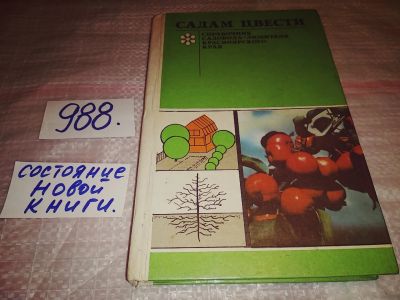 САДАМ ЦВЕСТИ
СПРАВОЧНИК
САДОВОДА-ЛЮБИТЕЛЯ
КРАСНОЯРСКОГО
КРАЯ
988.
СОСТОЯНИЕ
НОВОЙ
КНИГИ.